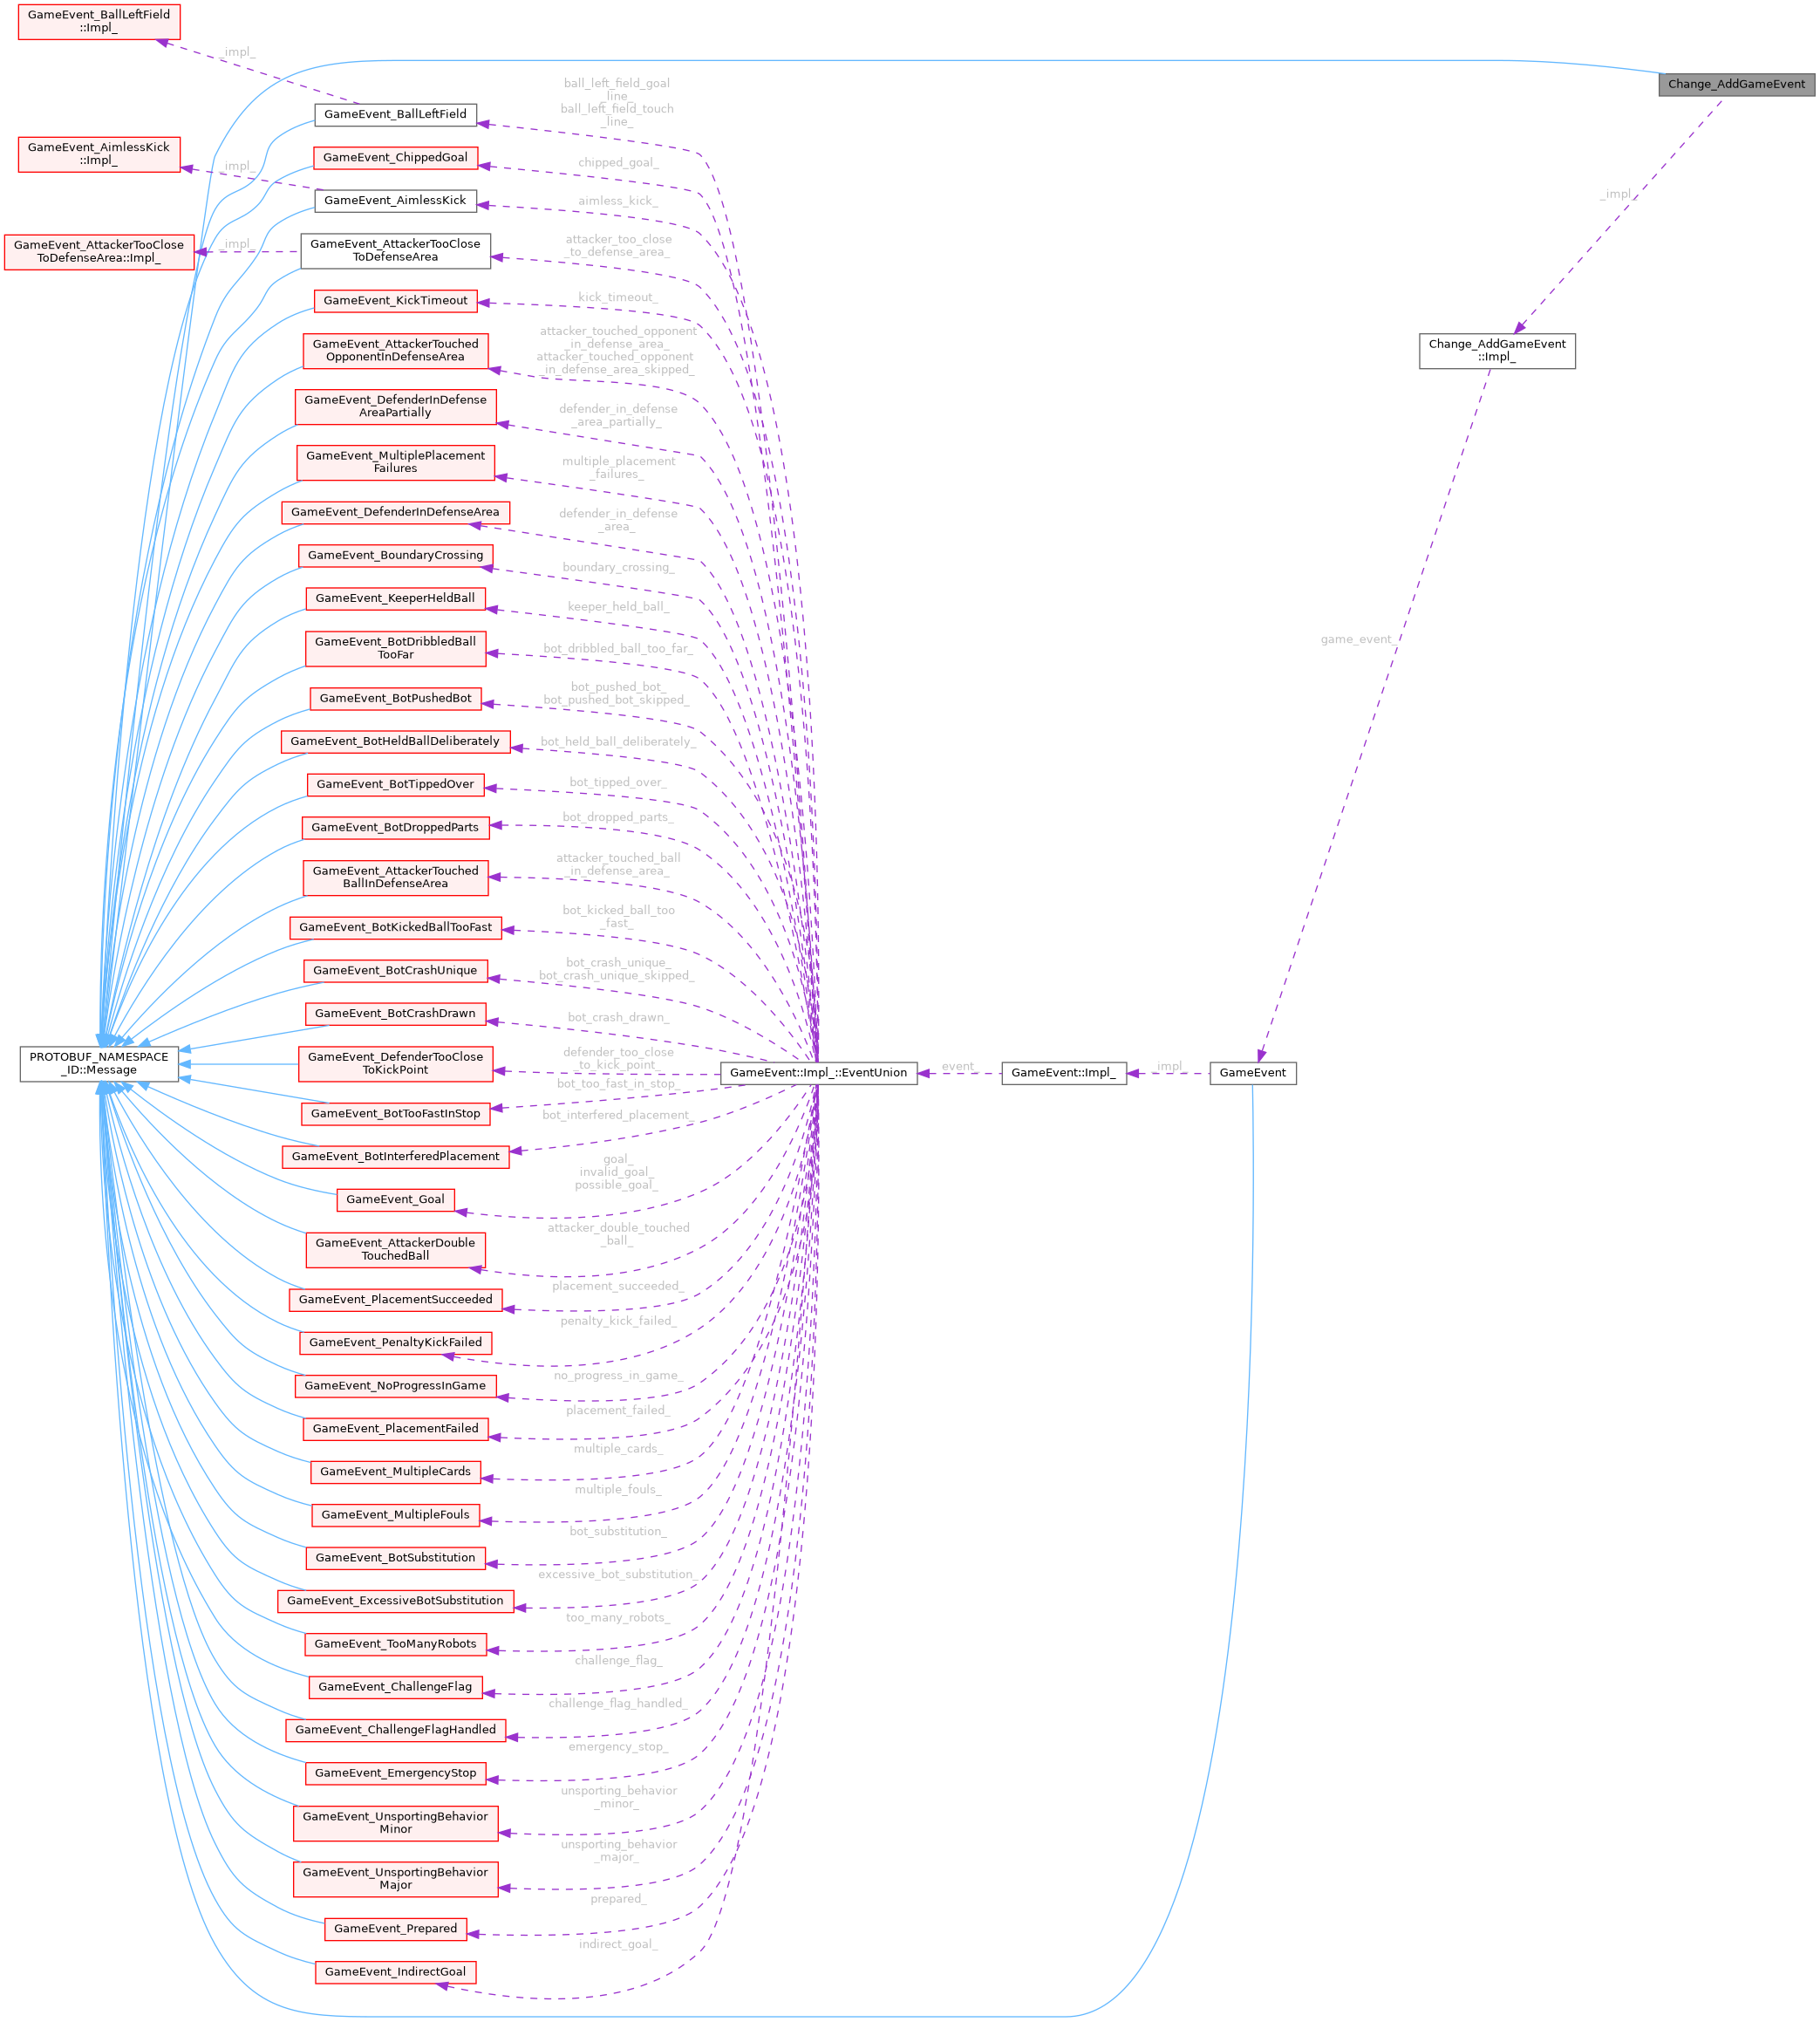 GameEvent_BallLeftField
::Impl_
_impl_
Change_AddGameEvent
ball_left_field_goal
_line_
ball_left_field_touch
_line_
GameEvent_BallLeftField
GameEvent_AimlessKick
::Impl_
_impl_
GameEvent_ChippedGoal
chipped_goal_
GameEvent_AimlessKick
aimless_kick_
_impl_
GameEvent_AttackerTooClose
ToDefenseArea::Impl_
_impl_
GameEvent_AttackerTooClose
ToDefenseArea
attacker_too_close
_to_defense_area_
GameEvent_KickTimeout
kick_timeout_
GameEvent_AttackerTouched
OpponentInDefenseArea
attacker_touched_opponent
_in_defense_area_
attacker_touched_opponent
_in_defense_area_skipped_
Change_AddGameEvent
::Impl_
GameEvent_DefenderInDefense
AreaPartially
defender_in_defense
_area_partially_
GameEvent_MultiplePlacement
Failures
multiple_placement
_failures_
GameEvent_DefenderInDefenseArea
defender_in_defense
_area_
GameEvent_BoundaryCrossing
boundary_crossing_
GameEvent_KeeperHeldBall
keeper_held_ball_
GameEvent_BotDribbledBall
TooFar
bot_dribbled_ball_too_far_
game_event_
GameEvent_BotPushedBot
bot_pushed_bot_
bot_pushed_bot_skipped_
GameEvent_BotHeldBallDeliberately
bot_held_ball_deliberately_
GameEvent_BotTippedOver
bot_tipped_over_
GameEvent_BotDroppedParts
bot_dropped_parts_
GameEvent_AttackerTouched
BallInDefenseArea
attacker_touched_ball
_in_defense_area_
GameEvent_BotKickedBallTooFast
bot_kicked_ball_too
_fast_
GameEvent_BotCrashUnique
bot_crash_unique_
bot_crash_unique_skipped_
GameEvent_BotCrashDrawn
bot_crash_drawn_
PROTOBUF_NAMESPACE
_ID::Message
GameEvent_DefenderTooClose
ToKickPoint
defender_too_close
_to_kick_point_
GameEvent::Impl_::EventUnion
event_
GameEvent::Impl_
_impl_
GameEvent
GameEvent_BotTooFastInStop
bot_too_fast_in_stop_
GameEvent_BotInterferedPlacement
bot_interfered_placement_
GameEvent_Goal
goal_
invalid_goal_
possible_goal_
GameEvent_AttackerDouble
TouchedBall
attacker_double_touched
_ball_
GameEvent_PlacementSucceeded
placement_succeeded_
GameEvent_PenaltyKickFailed
penalty_kick_failed_
GameEvent_NoProgressInGame
no_progress_in_game_
GameEvent_PlacementFailed
placement_failed_
GameEvent_MultipleCards
multiple_cards_
GameEvent_MultipleFouls
multiple_fouls_
GameEvent_BotSubstitution
bot_substitution_
GameEvent_ExcessiveBotSubstitution
excessive_bot_substitution_
GameEvent_TooManyRobots
too_many_robots_
GameEvent_ChallengeFlag
challenge_flag_
GameEvent_ChallengeFlagHandled
challenge_flag_handled_
GameEvent_EmergencyStop
emergency_stop_
GameEvent_UnsportingBehavior
Minor
unsporting_behavior
_minor_
GameEvent_UnsportingBehavior
Major
unsporting_behavior
_major_
GameEvent_Prepared
prepared_
GameEvent_IndirectGoal
indirect_goal_